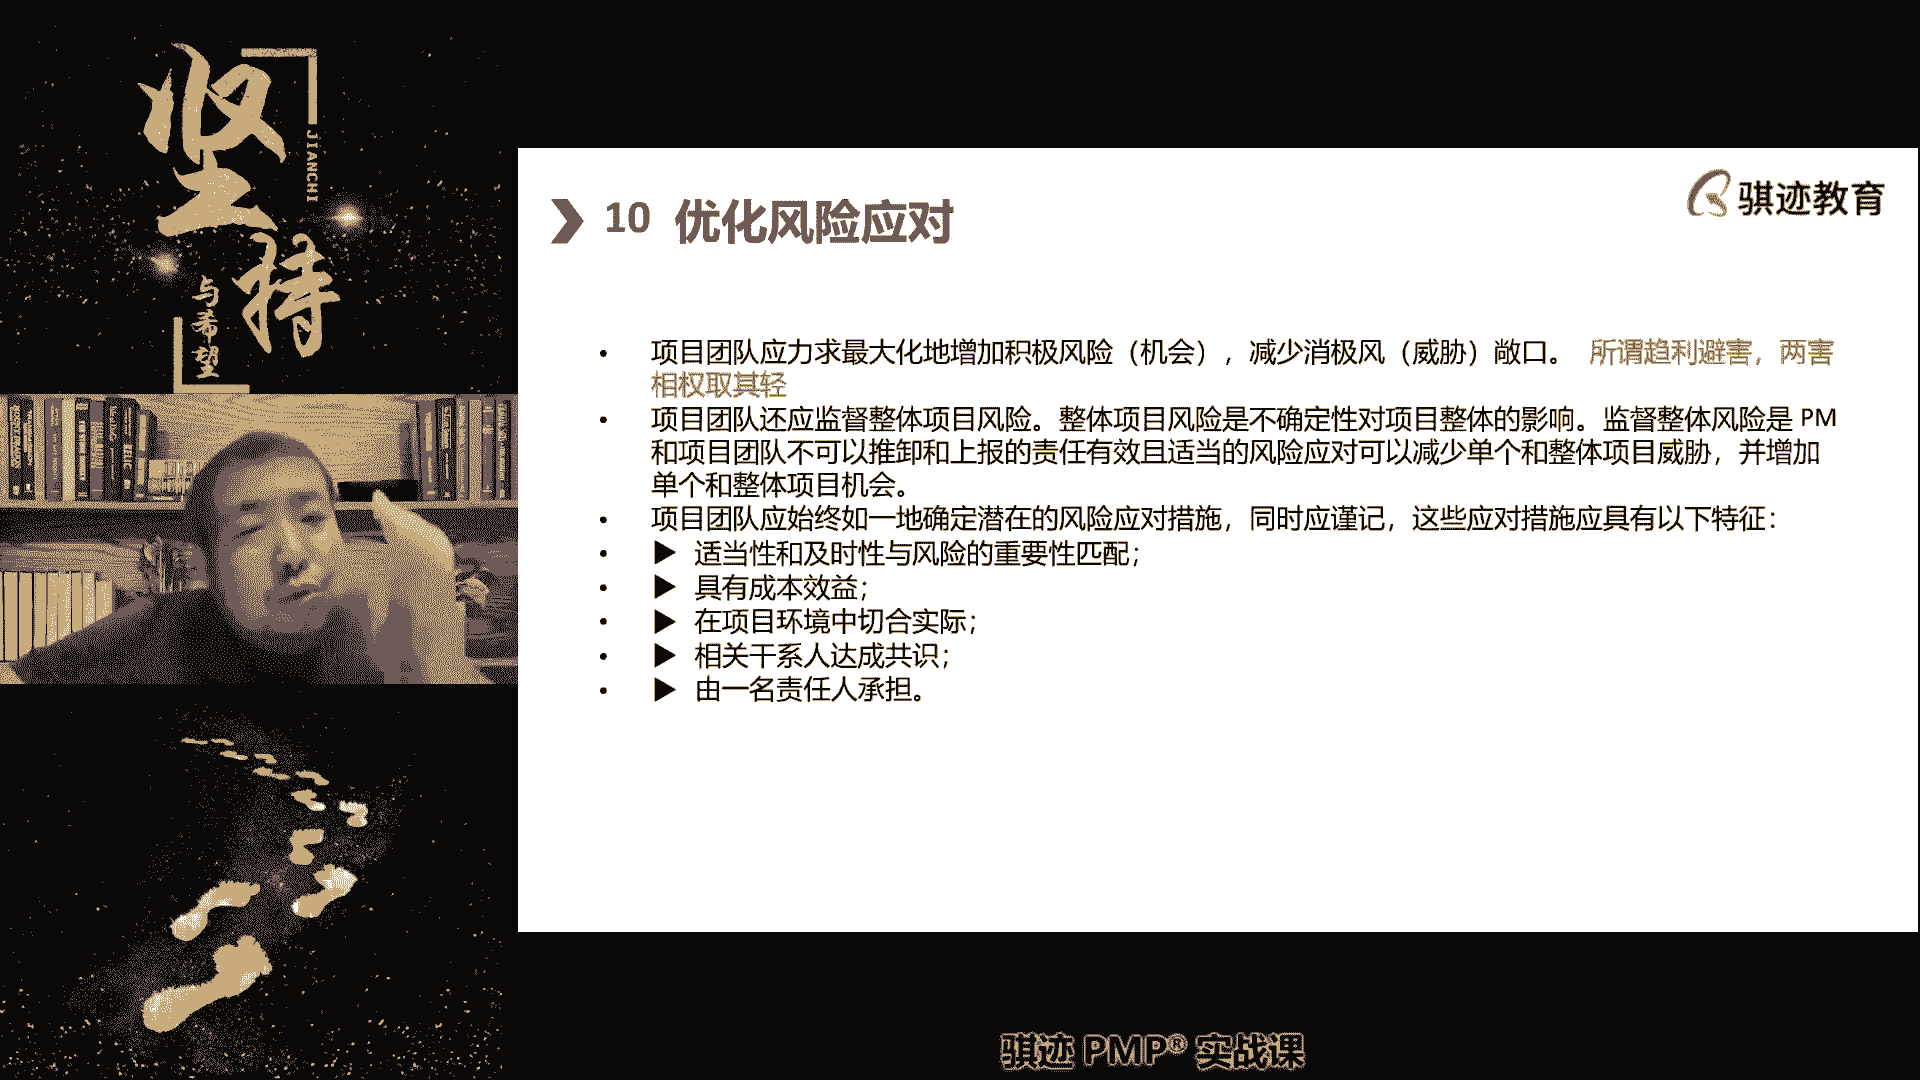 坚持
JIANCHI
与希望
骐迹教育
10 优化风险应对
• 项目团队应力求最大化地增加积极风险（机会），减少消极风（威胁）敞口。 所谓趋利避害，两害
相权取其轻
• 项目团队还应监督整体项目风险。整体项目风险是不确定性对项目整体的影响。监督整体风险是 PM
和项目团队不可以推卸和上报的责任有效且适当的风险应对可以减少单个和整体项目威胁，并增加
单个和整体项目机会。
• 项目团队应始终如一地确定潜在的风险应对措施，同时应谨记，这些应对措施应具有以下特征：
• ▶ 适当性和及时性与风险的重要性匹配；
• ▶ 具有成本效益；
• ▶ 在项目环境中切合实际；
• ▶ 相关干系人达成共识；
• ▶ 由一名责任人承担。
骐迹 PMP® 实战课